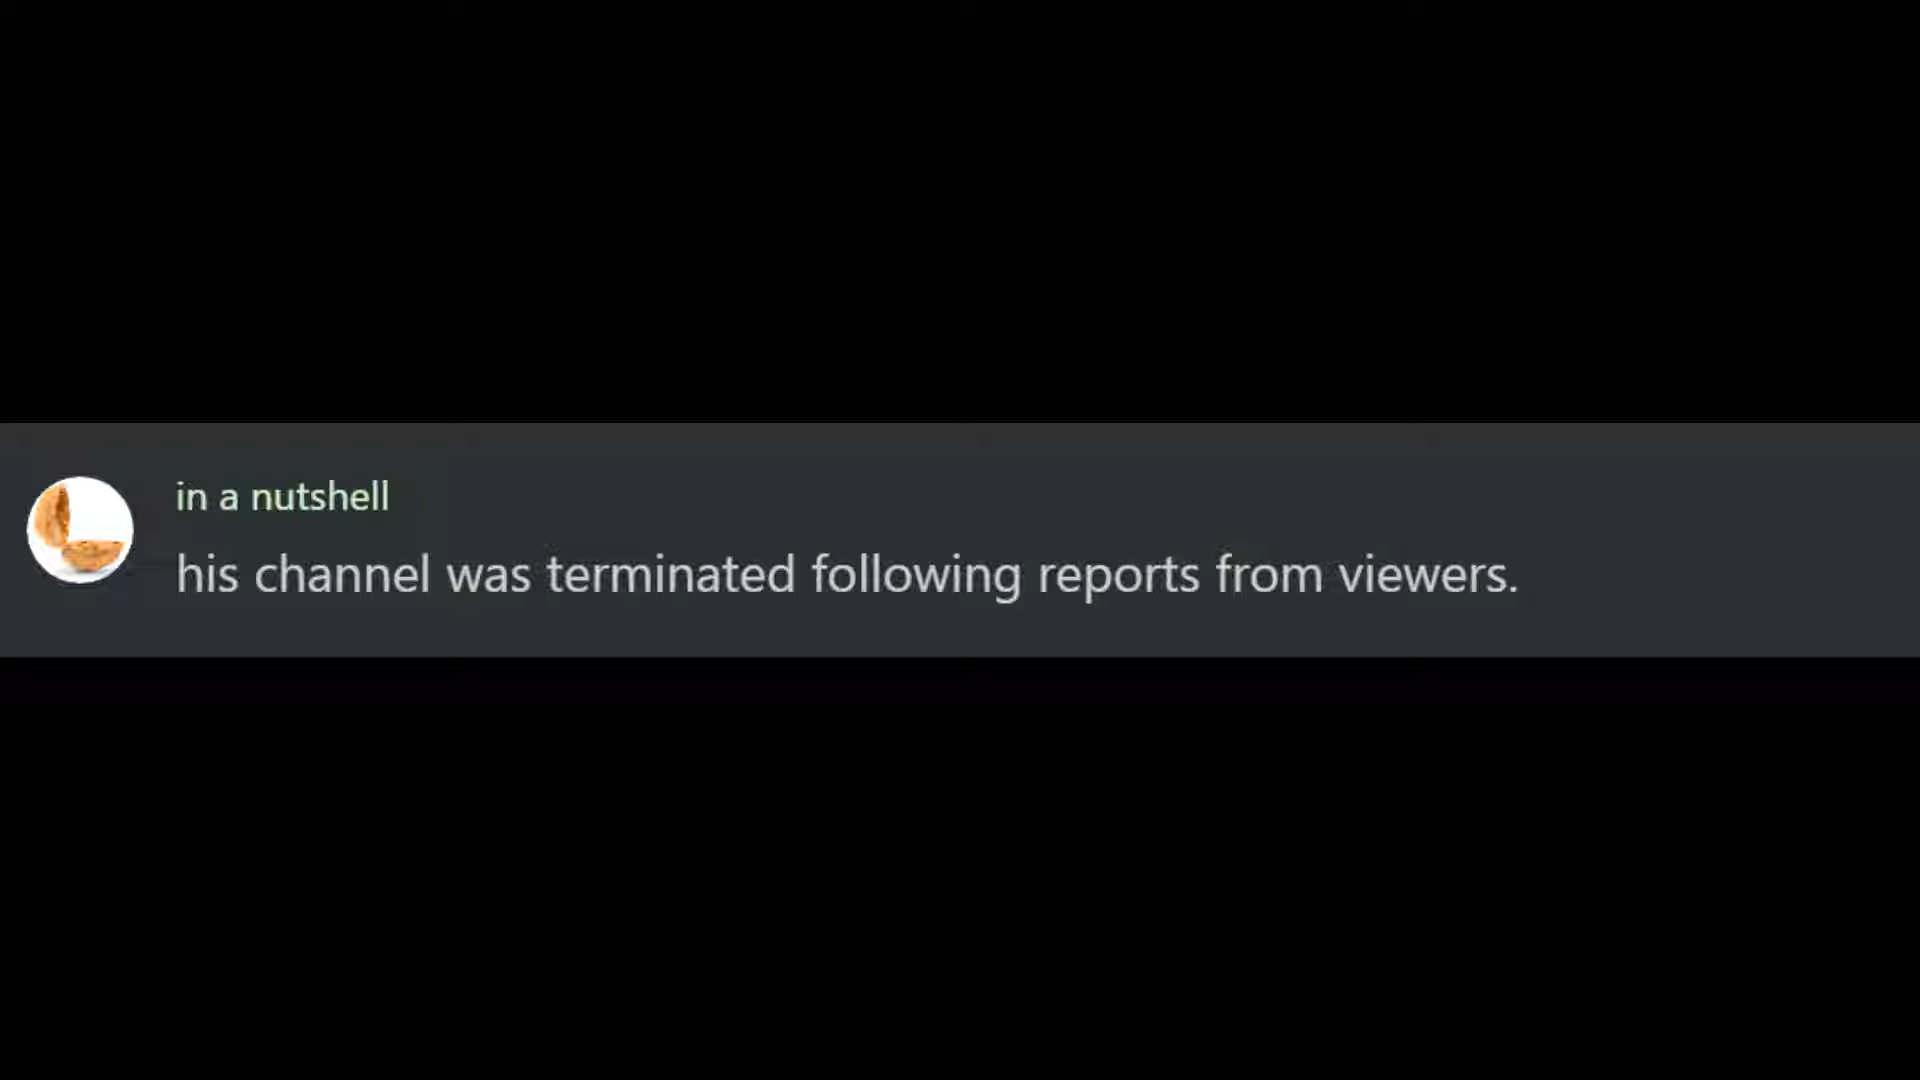 in a nutshell
his channel was terminated following reports from viewers.